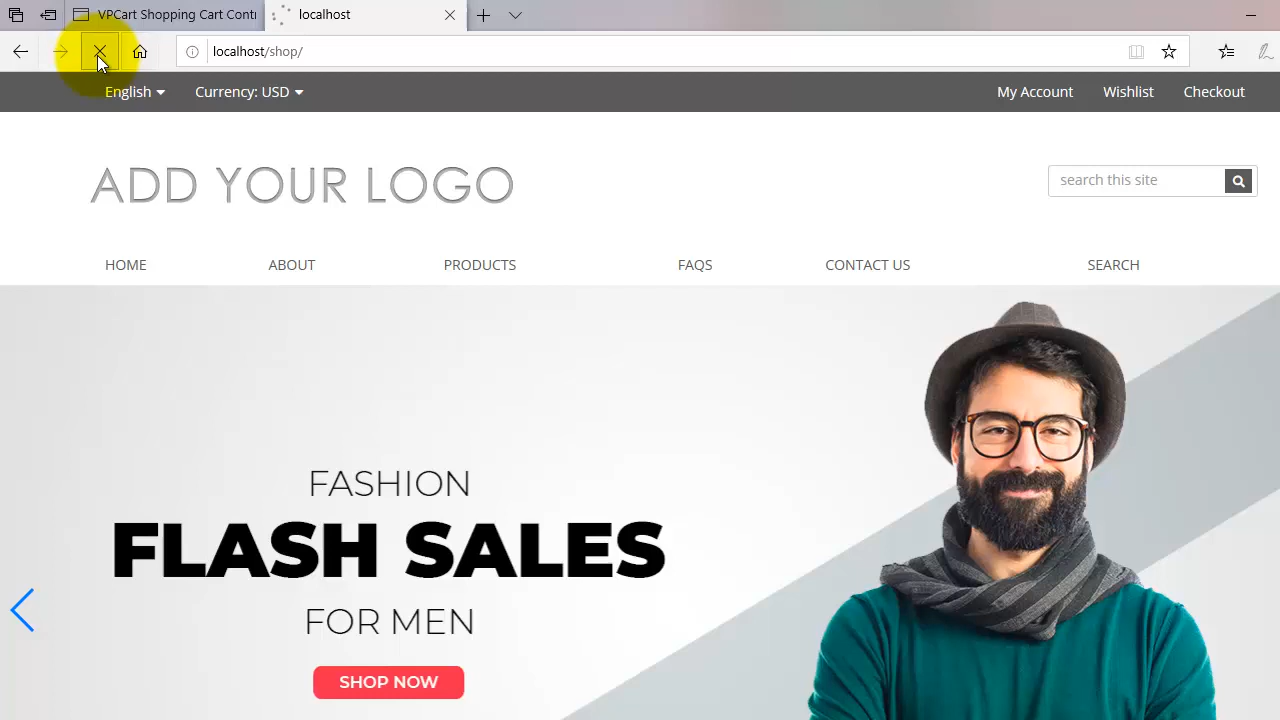 VPCart Shopping Cart Conti
localhost
localhost/shop/
English
Currency: USD
My Account
Wishlist
Checkout
ADD YOUR LOGO
search this site
HOME
ABOUT
PRODUCTS
FAQS
CONTACT US
SEARCH
FASHION
FLASH SALES
FOR MEN
SHOP NOW